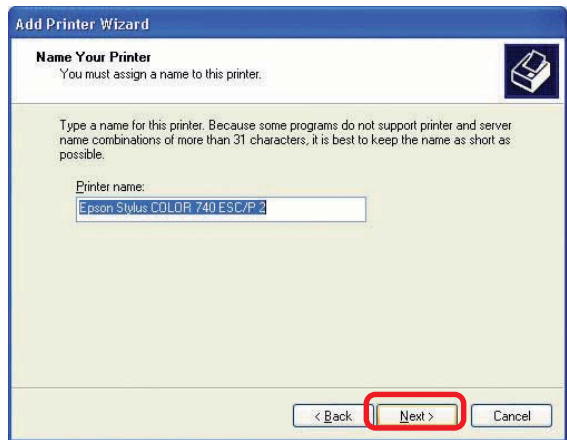 Add Printer Wizard
Name Your Printer
You must assign a name to this printer.
Type a name for this printer. Because some programs do not support printer and server
name combinations of more than 31 characters, it is best to keep the name as short as
possible.
Printer name:
Epson Stylus COLOR 740 ESC/P 2
< Back
Next >
Cancel